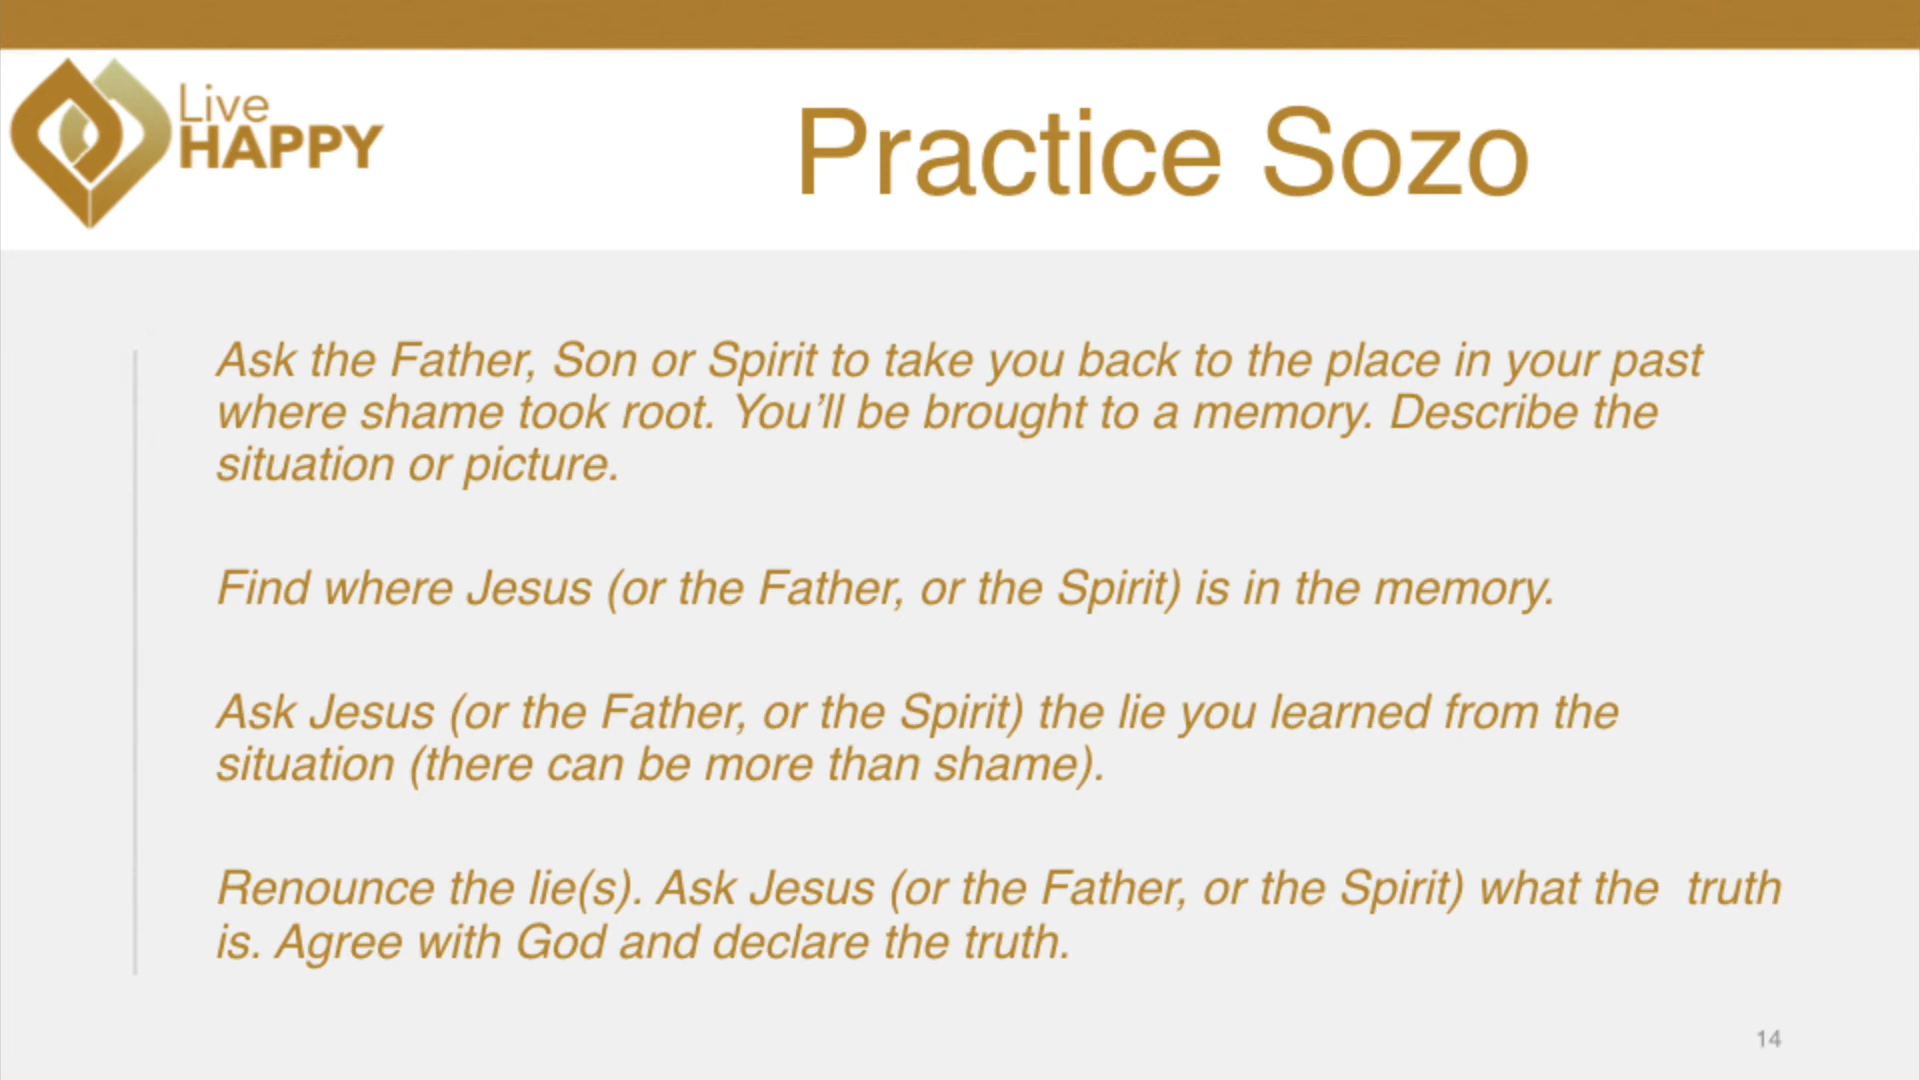 Live
HAPPY
Practice Sozo
Ask the Father, Son or Spirit to take you back to the place in your past
where shame took root. You’ll be brought to a memory. Describe the
situation or picture.
Find where Jesus (or the Father, or the Spirit) is in the memory.
Ask Jesus (or the Father, or the Spirit) the lie you learned from the
situation (there can be more than shame).
Renounce the lie(s). Ask Jesus (or the Father, or the Spirit) what the  truth
is. Agree with God and declare the truth.
14